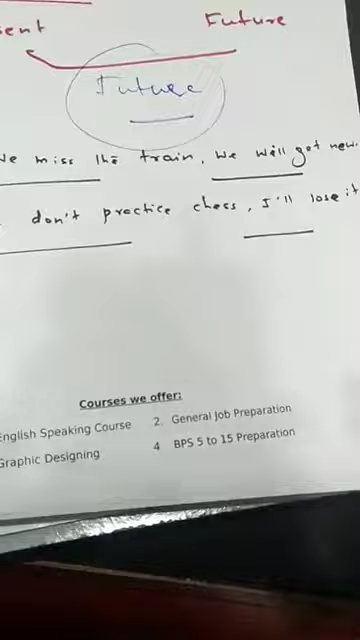 ent Future
Future
We miss the train, we will get new.
don't practice chess, I'll lose it
Courses we offer:
English Speaking Course 2. General Job Preparation
Graphic Designing 4 BPS 5 to 15 Preparation